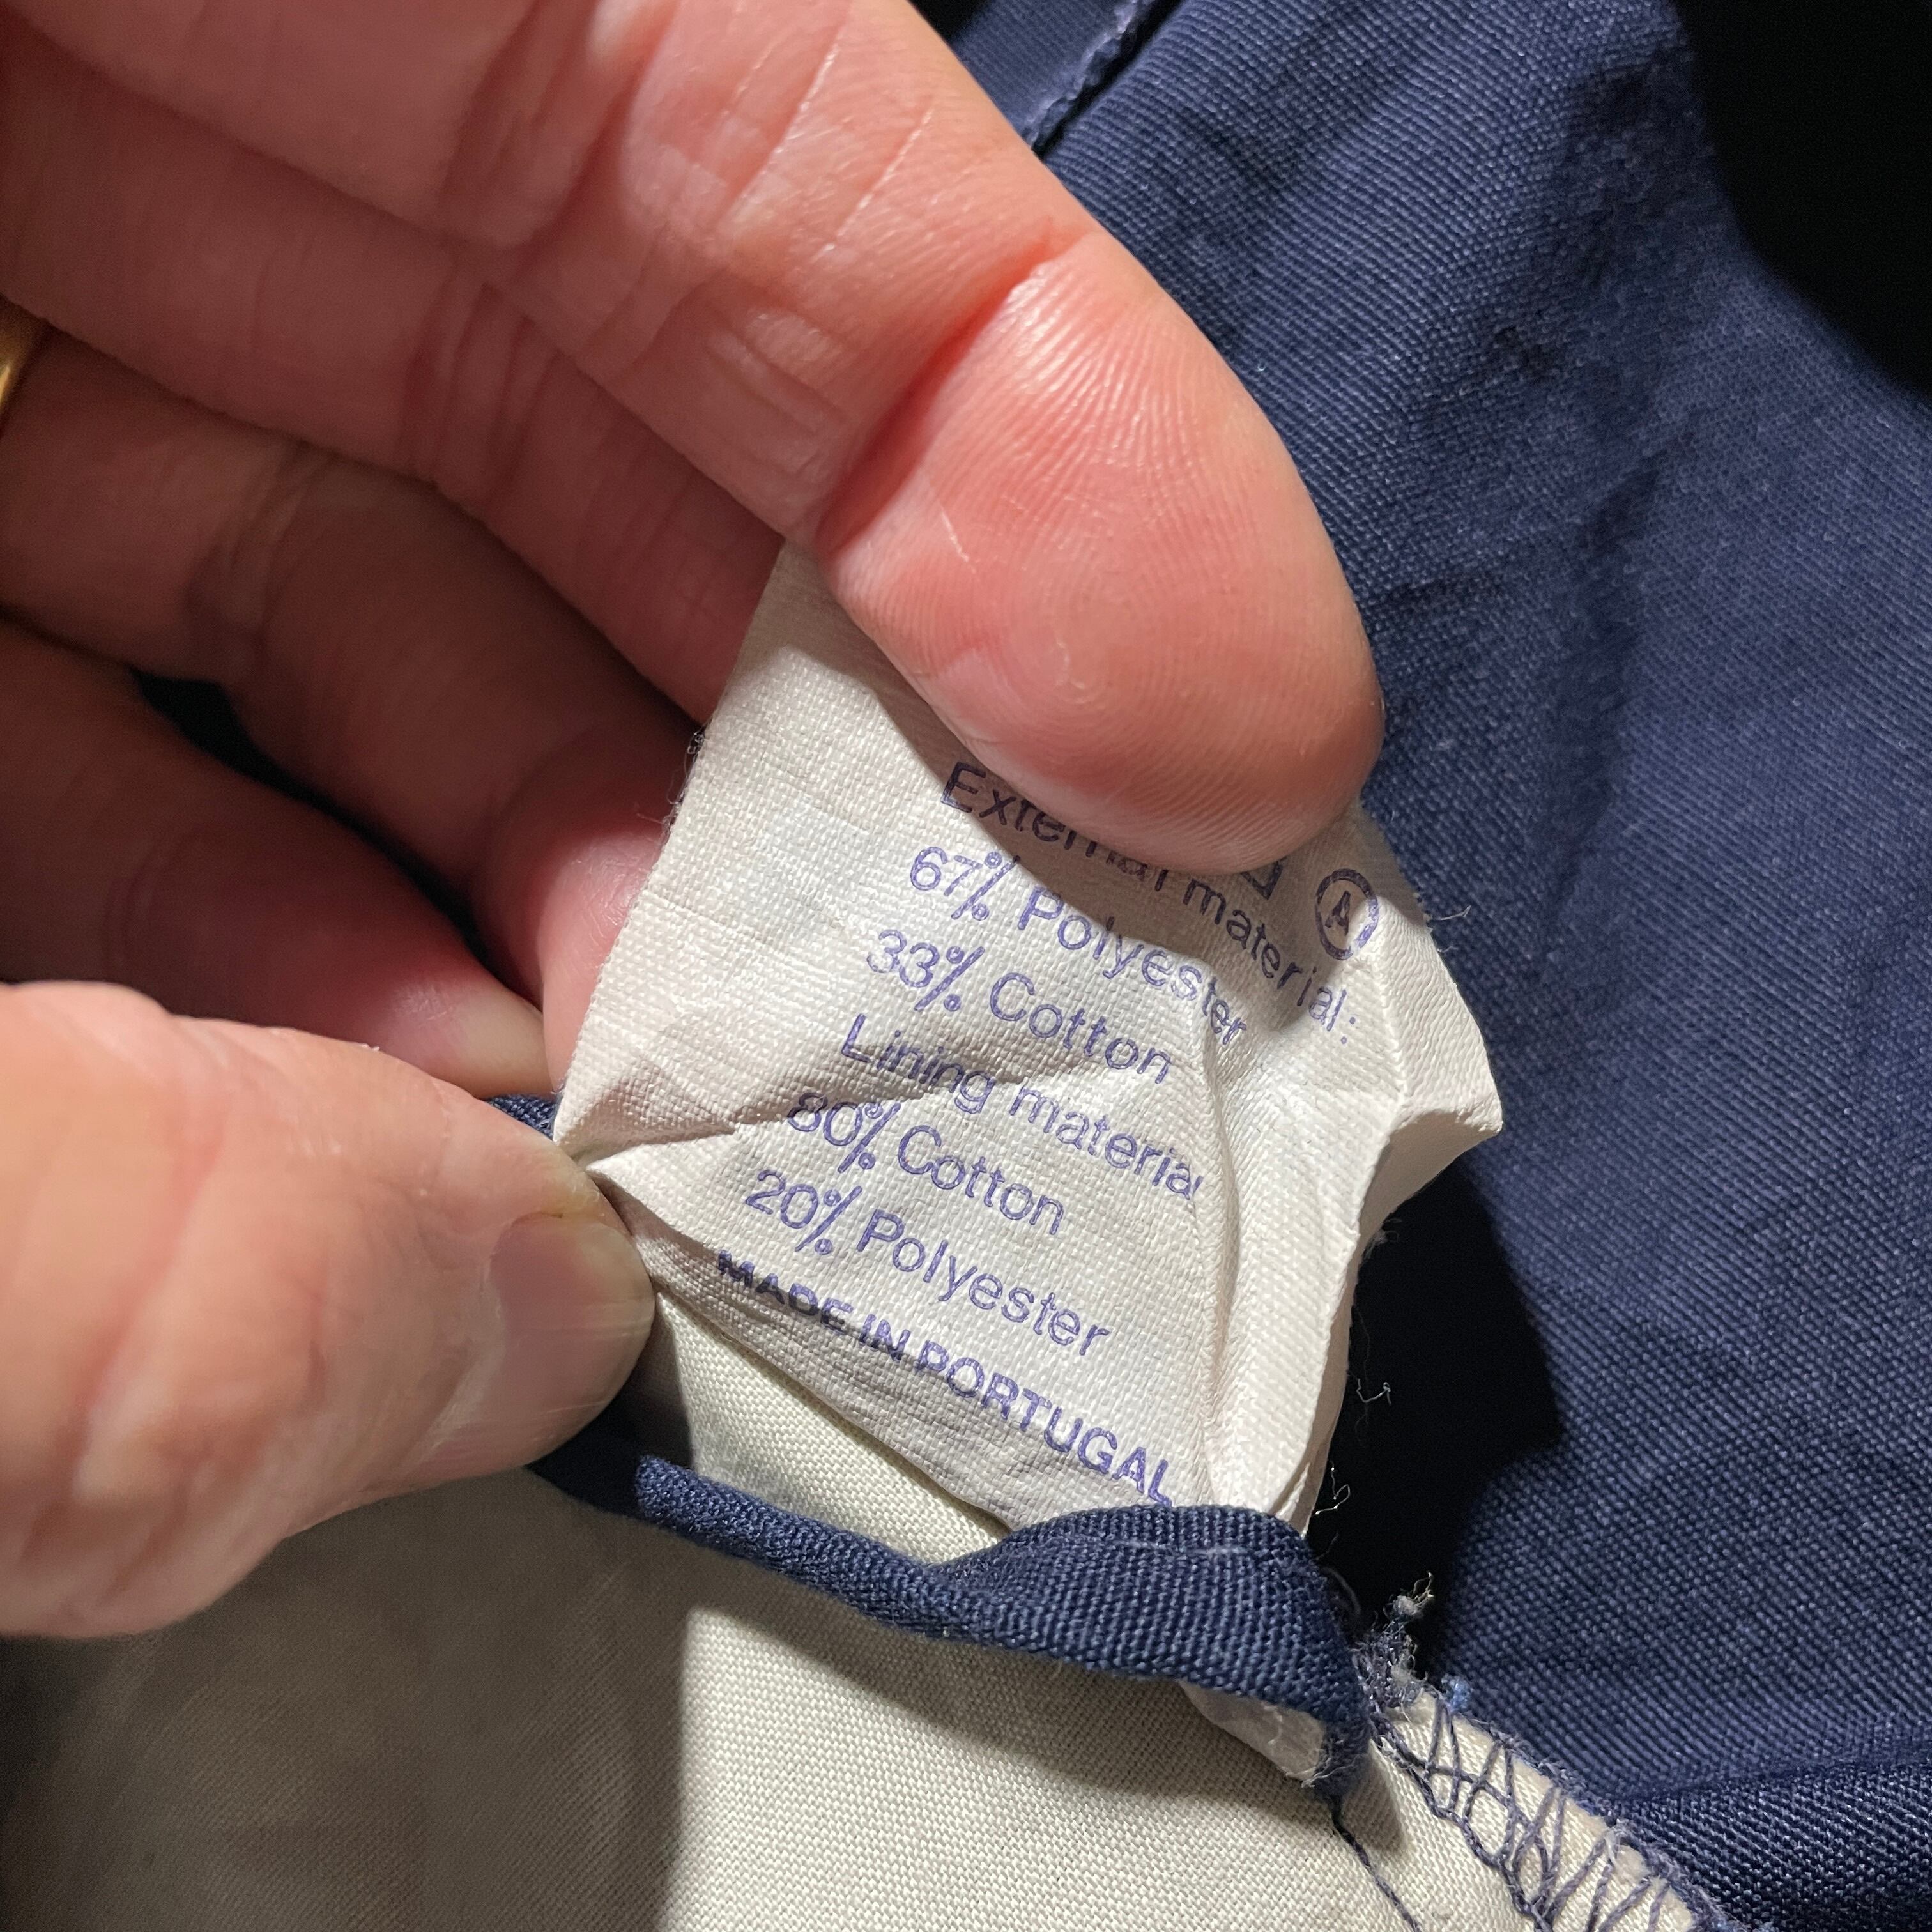 A
External material:
67% Polyester
33% Cotton
Lining material
80% Cotton
20% Polyester
MADE IN PORTUGAL